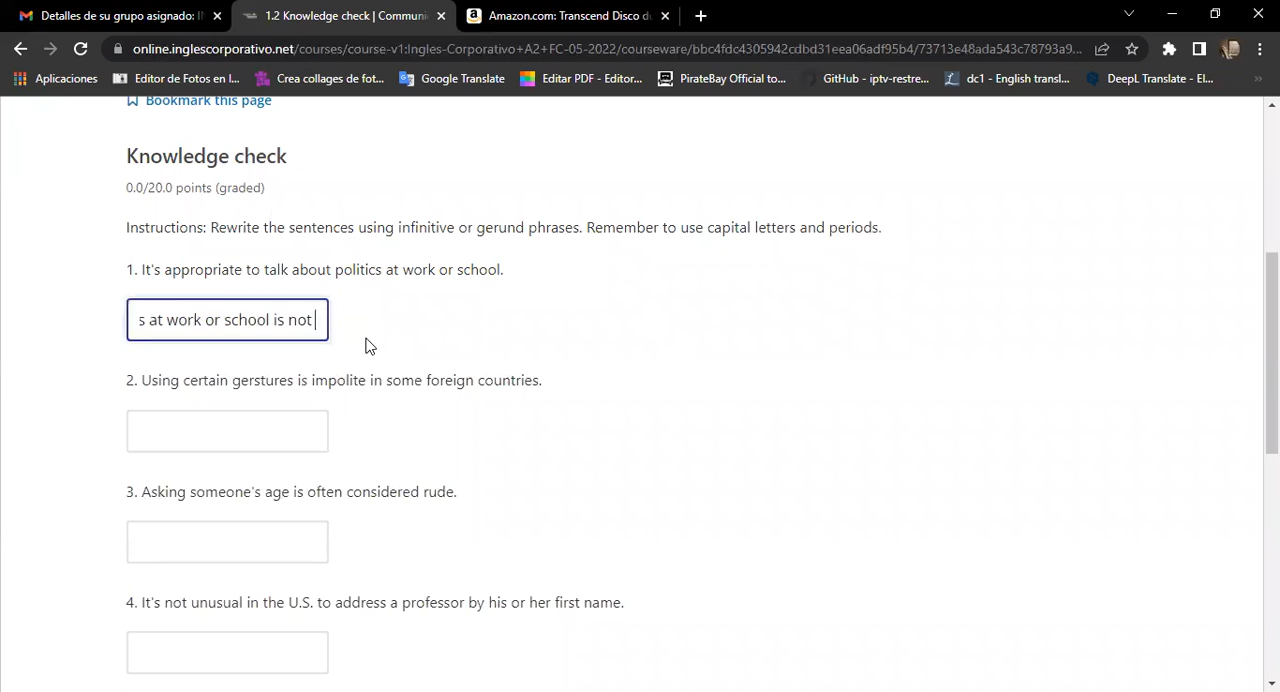 Detalles de su grupo asignado: I
1.2 Knowledge check | Communi
Amazon.com: Transcend Disco d
online.inglescorporativo.net/courses/course-v1:Ingles-Corporativo+A2+FC-05-2022/courseware/bbc4fdc4305942cdbd31eea06adf95b4/73713e48ada543c78793a9...
Aplicaciones
Editor de Fotos en l...
Crea collages de fot...
Google Translate
Editar PDF - Editor...
PirateBay Official to...
GitHub - iptv-restre...
dc1 - English transl...
DeepL Translate - El...
Bookmark this page
Knowledge check
0.0/20.0 points (graded)
Instructions: Rewrite the sentences using infinitive or gerund phrases. Remember to use capital letters and periods.
1. It's appropriate to talk about politics at work or school.
s at work or school is not
2. Using certain gerstures is impolite in some foreign countries.
3. Asking someone's age is often considered rude.
4. It's not unusual in the U.S. to address a professor by his or her first name.